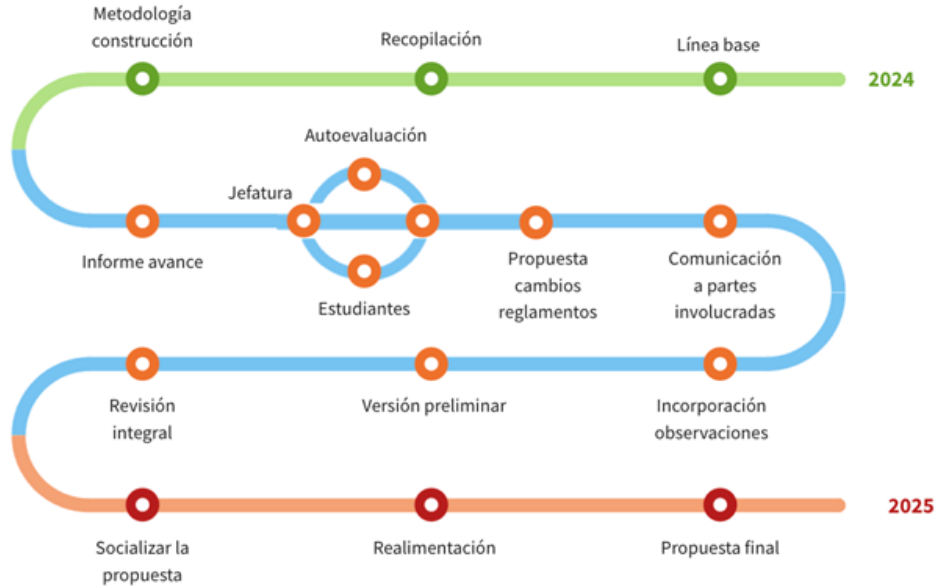 Metodología
construcción
Recopilación
Línea base
2024
Autoevaluación
Jefatura
Informe avance
Estudiantes
Propuesta
cambios
reglamentos
Comunicación
a partes
involucradas
Revisión
integral
Versión preliminar
Incorporación
observaciones
2025
Socializar la
propuesta
Realimentación
Propuesta final